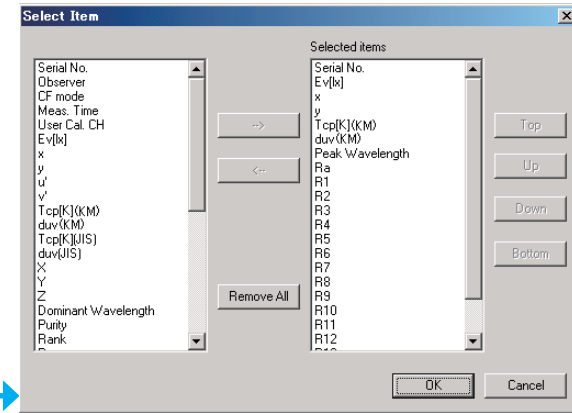 Select Item
Serial No.
Observer
CF mode
Meas. Time
User Cal. CH
Ev[lx]
x
y
u'
v'
Tcp[K](KM)
duv(KM)
Tcp[K](JIS)
duv(JIS)
X
Y
Z
Dominant Wavelength
Purity
Rank
-->
<--
Remove All
Selected items
Serial No.
Ev[lx]
x
y
Tcp[K](KM)
duv(KM)
Peak Wavelength
Ra
R1
R2
R3
R4
R5
R6
R7
R8
R9
R10
R11
R12
Top
Up
Down
Bottom
OK
Cancel